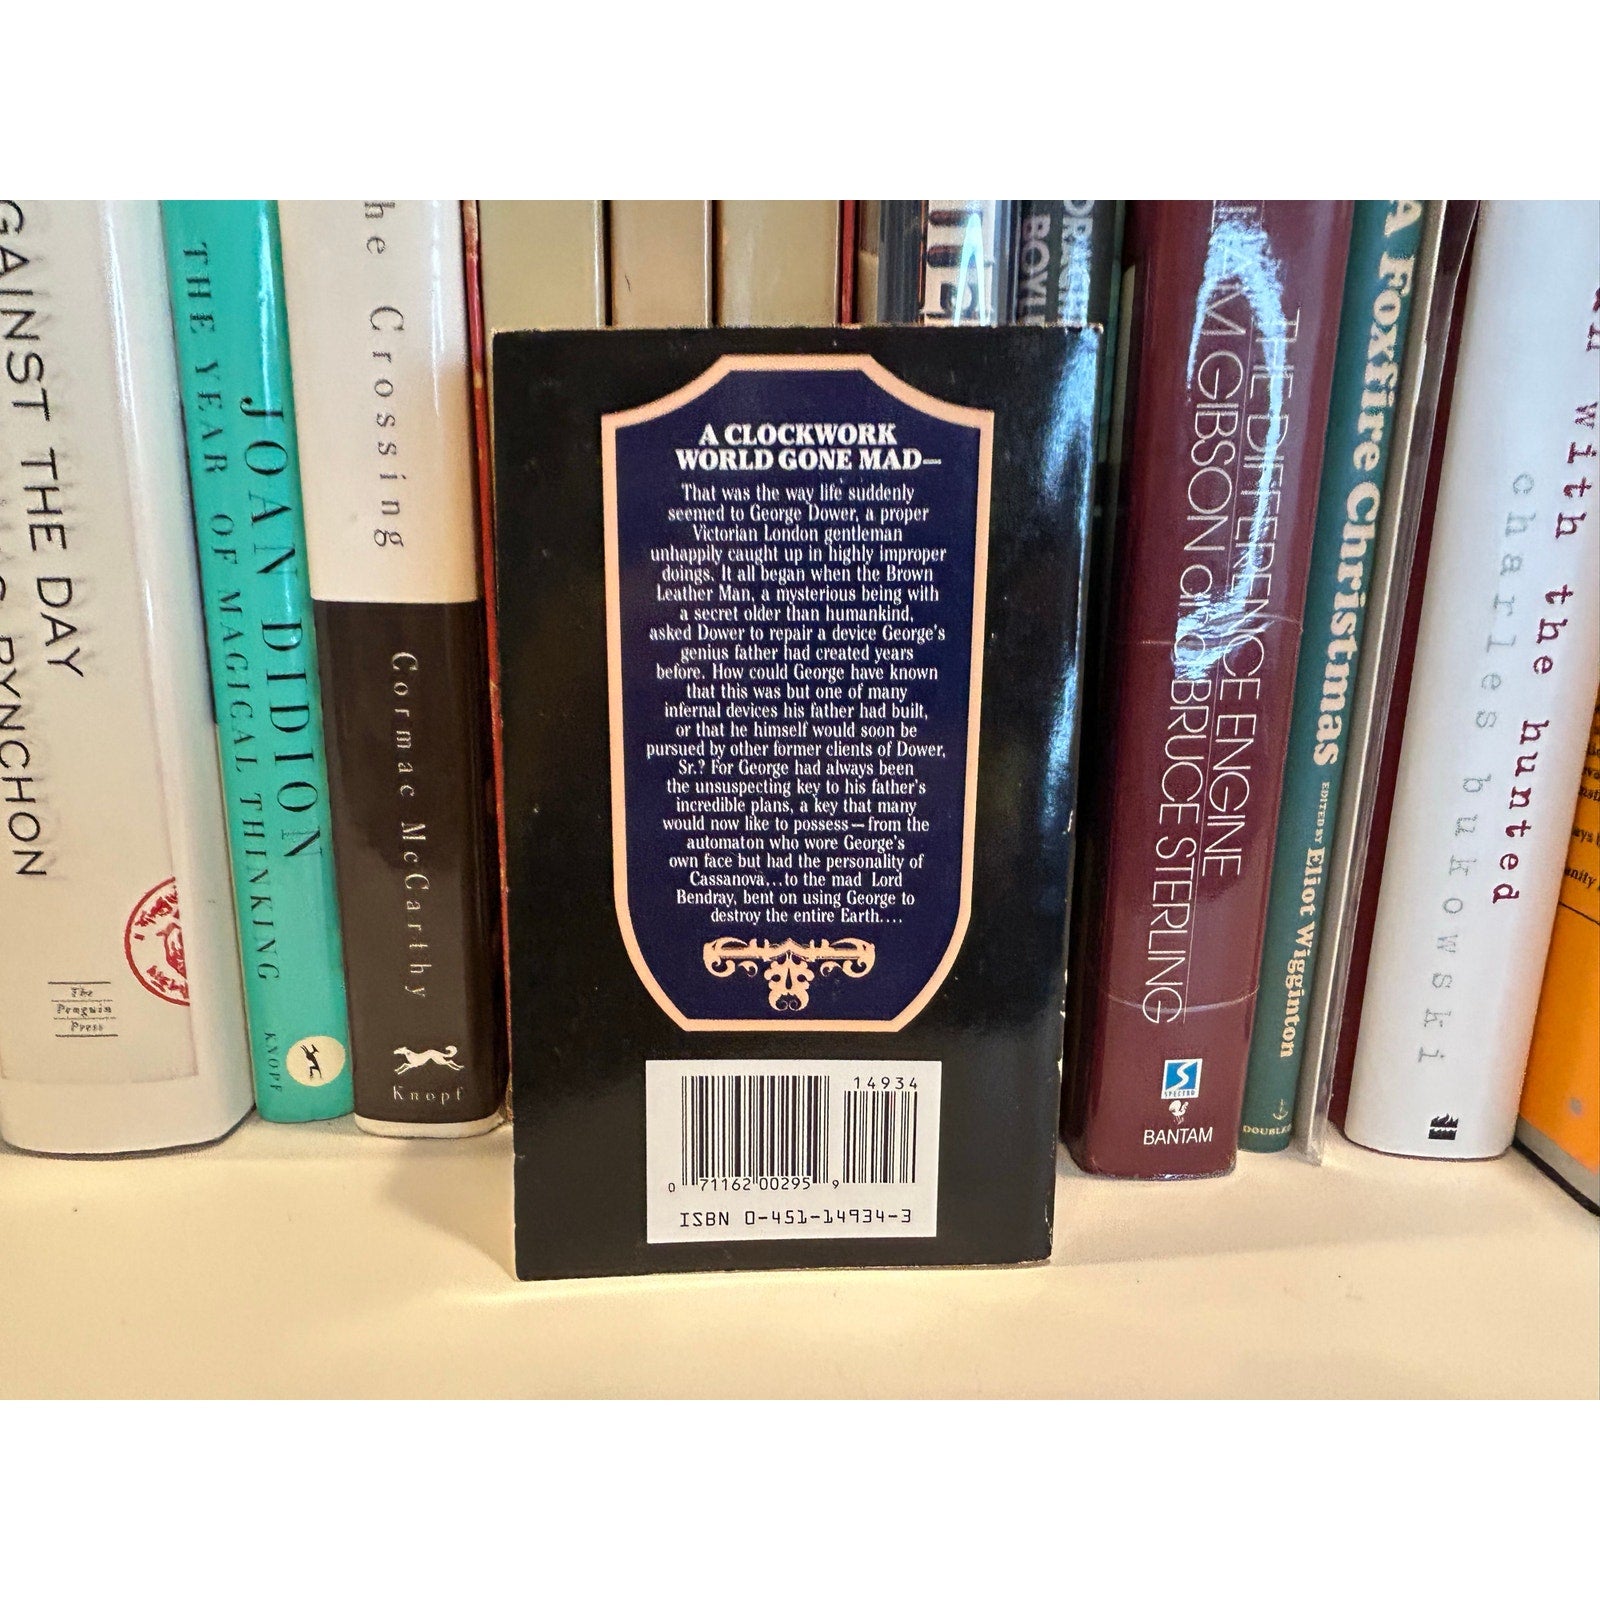 GAINST THE DAY
PYNCHON
The
Penguin
Press
THE YEAR OF MAGICAL THINKING
JOAN DIDION
KNOPF
he Crossing
Cormac McCarthy
Knopf
A CLOCKWORK
WORLD GONE MAD—
That was the way life suddenly
seemed to George Dower, a proper
Victorian London gentleman
unhappily caught up in highly improper
doings. It all began when the Brown
Leather Man, a mysterious being with
a secret older than humankind,
asked Dower to repair a device George's
genius father had created years
before. How could George have known
that this was but one of many
infernal devices his father had built,
or that he himself would soon be
pursued by other former clients of Dower,
Sr.? For George had always been
the unsuspecting key to his father's
incredible plans, a key that many
would now like to possess—from the
automaton who wore George's
own face but had the personality of
Cassanova,...to the mad Lord
Bendray, bent on using George to
destroy the entire Earth....
14934
0 71162 00295 9
ISBN 0-451-14934-3
BOYL
THE DIFFERENCE ENGINE
IAM GIBSON and BRUCE STERLING
SPECTRA
BANTAM
A Foxfire Christmas
EDITED BY Eliot Wigginton
DOUBLED
with the hunted
charles bukowski